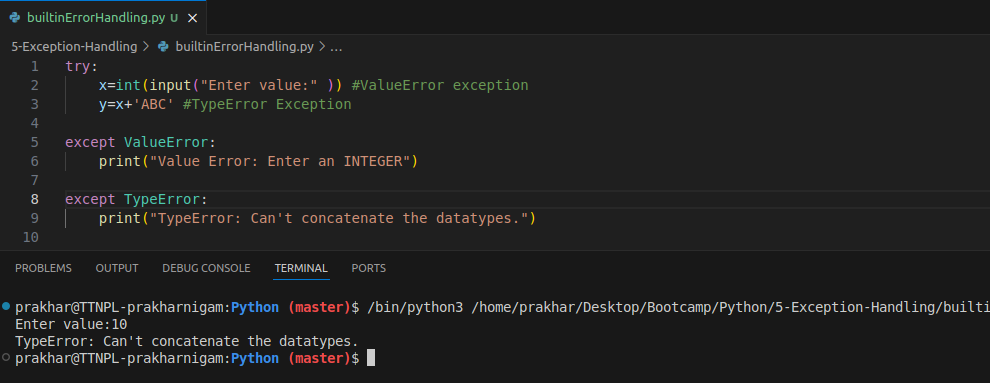 builtinErrorHandling.py U ×
5-Exception-Handling > builtinErrorHandling.py > ...
1 try:
2     x=int(input("Enter value:" )) #ValueError exception
3     y=x+'ABC' #TypeError Exception
4
5 except ValueError:
6     print("Value Error: Enter an INTEGER")
7
8 except TypeError:
9     print("TypeError: Can't concatenate the datatypes.")
10
PROBLEMS OUTPUT DEBUG CONSOLE TERMINAL PORTS
prakhar@TTNPL-prakharnigam:Python (master)$ /bin/python3 /home/prakhar/Desktop/Bootcamp/Python/5-Exception-Handling/builti
Enter value:10
TypeError: Can't concatenate the datatypes.
prakhar@TTNPL-prakharnigam:Python (master)$